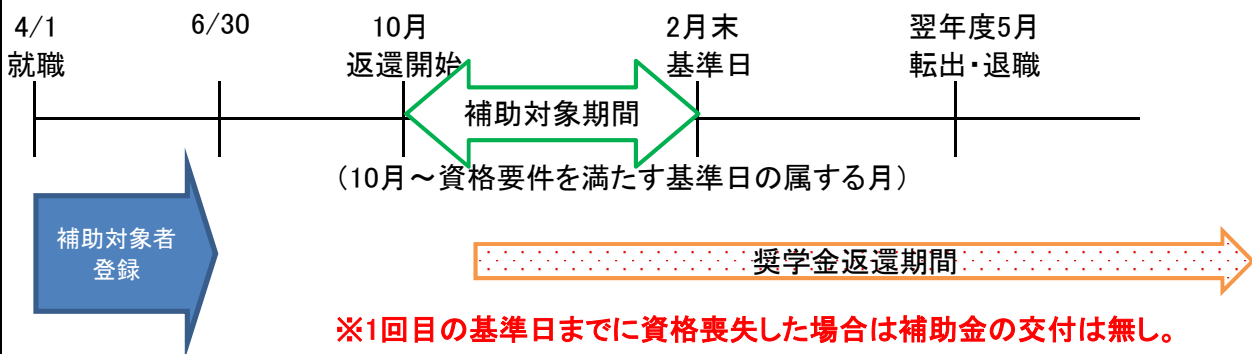 4/1
就職
6/30
10月
返還開始
2月末
基準日
翌年度5月
転出・退職
補助対象期間
（10月～資格要件を満たす基準日の属する月）
補助対象者
登録
奨学金返還期間
※1回目の基準日までに資格喪失した場合は補助金の交付は無し。